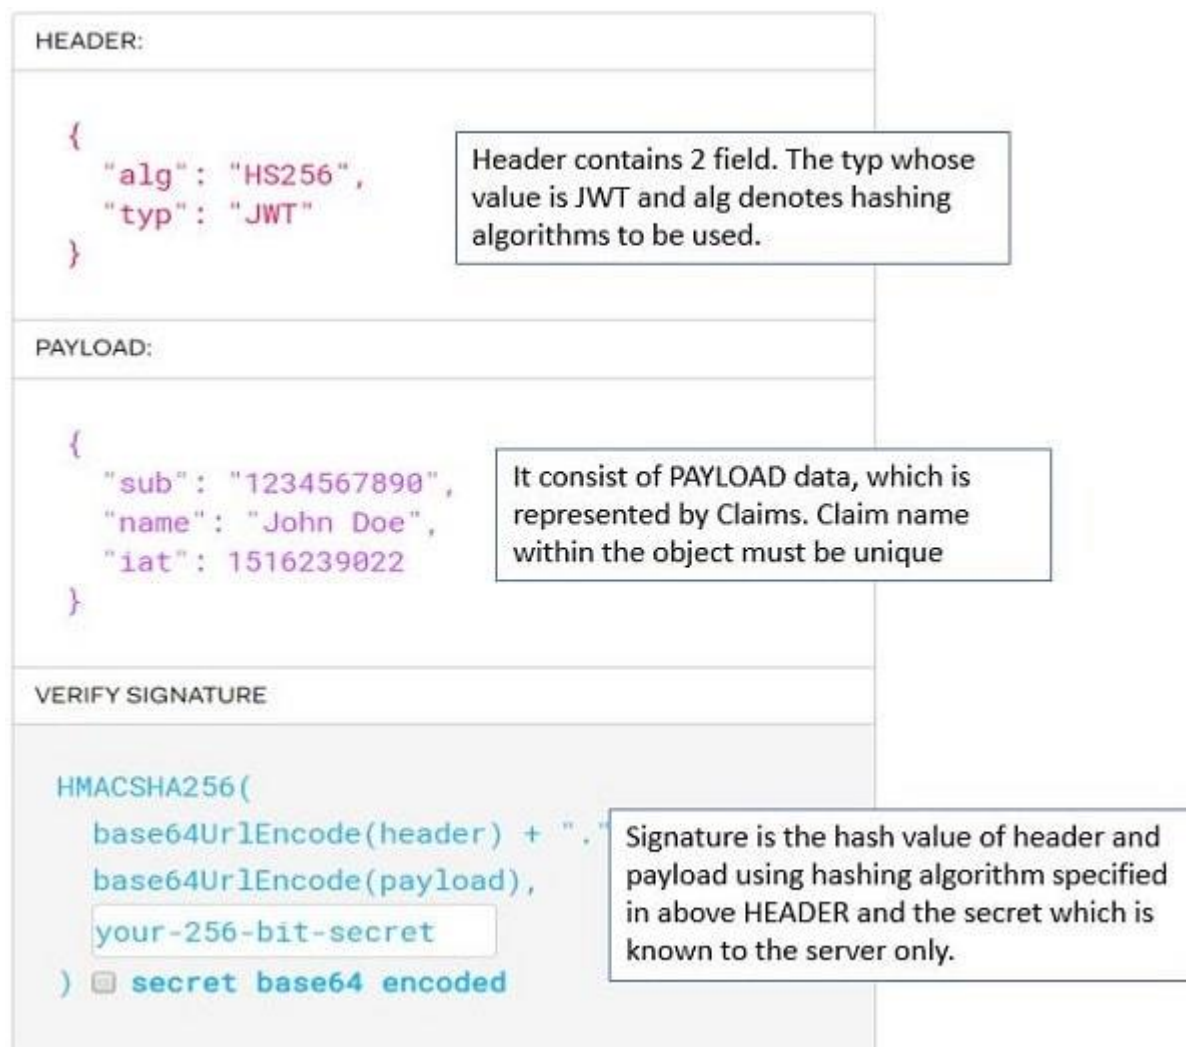 HEADER:
{
"alg": "HS256",
"typ": "JWT"
}
Header contains 2 field. The typ whose
value is JWT and alg denotes hashing
algorithms to be used.
PAYLOAD:
{
"sub": "1234567890",
"name": "John Doe",
"iat": 1516239022
}
It consist of PAYLOAD data, which is
represented by Claims. Claim name
within the object must be unique
VERIFY SIGNATURE
HMACSHA256(
base64UrlEncode(header) + "."
base64UrlEncode(payload),
your-256-bit-secret
) secret base64 encoded
Signature is the hash value of header and
payload using hashing algorithm specified
in above HEADER and the secret which is
known to the server only.